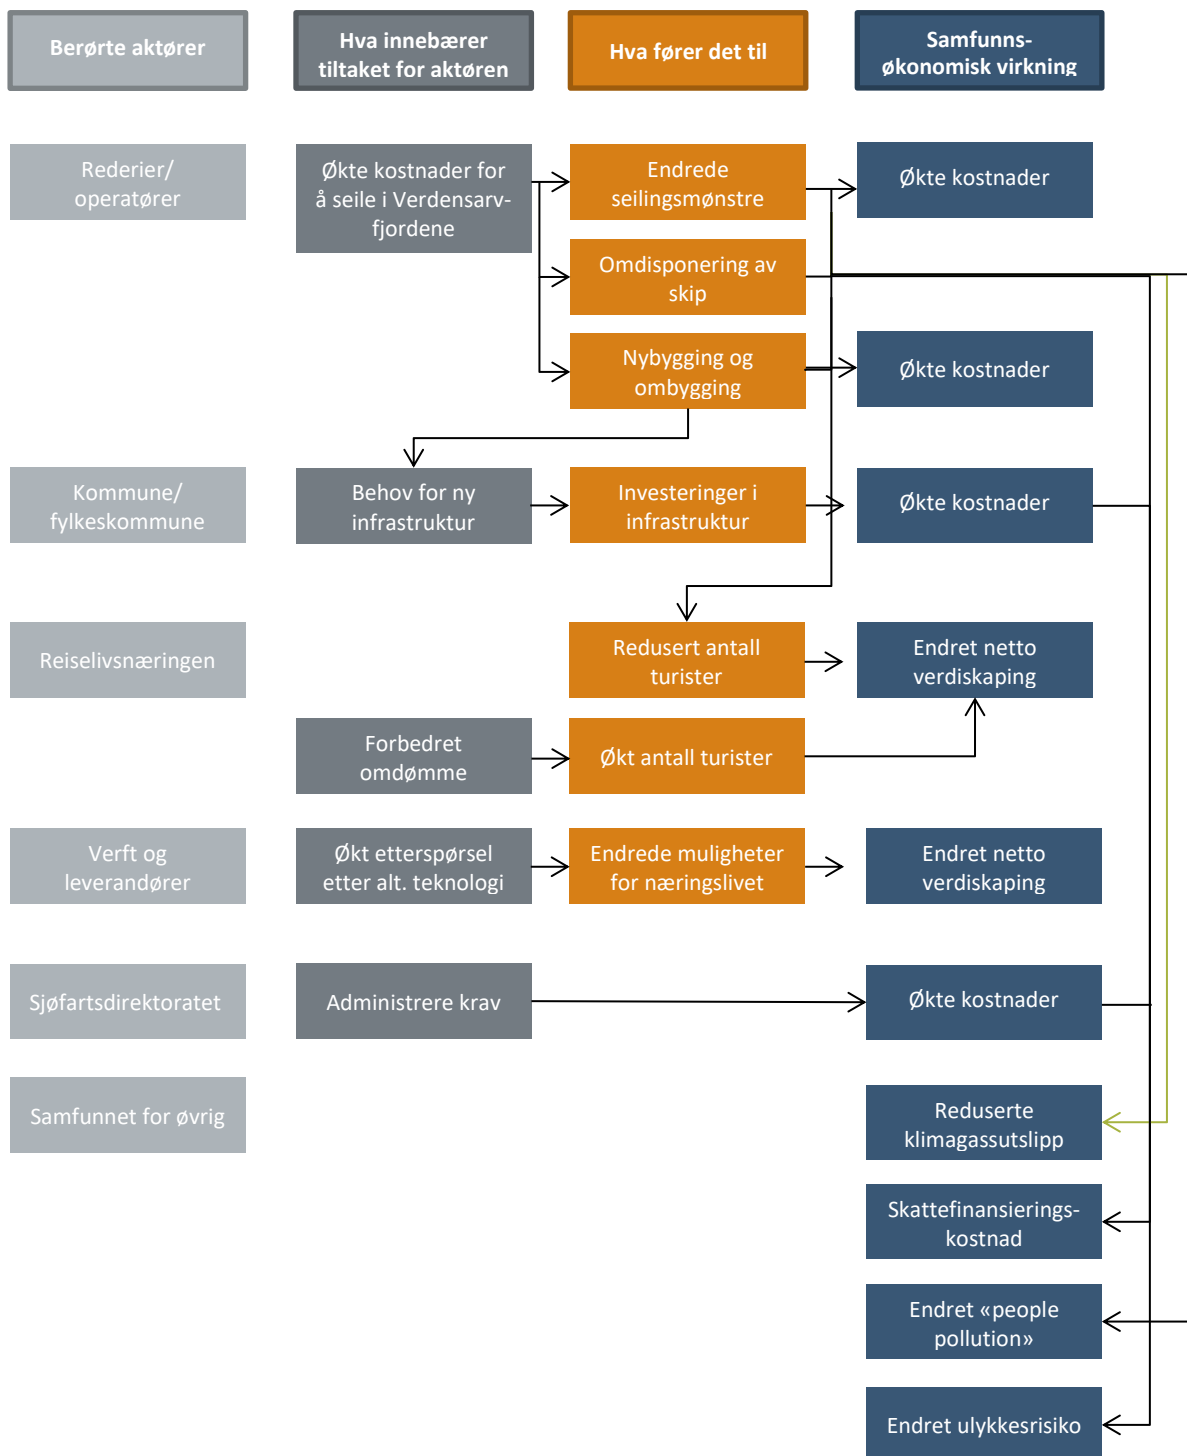 Berørte aktører
Hva innebærer
tiltaket for aktøren
Hva fører det til
Samfunns-
økonomisk virkning
Rederier/
operatører
Økte kostnader for
å seile i Verdensarv-
fjordene
Endrede
seilingsmønstre
Økte kostnader
Omdisponering av
skip
Nybygging og
ombygging
Økte kostnader
Kommune/
fylkeskommune
Behov for ny
infrastruktur
Investeringer i
infrastruktur
Økte kostnader
Reiselivsnæringen
Redusert antall
turister
Endret netto
verdiskaping
Forbedret
omdømme
Økt antall turister
Verft og
leverandører
Økt etterspørsel
etter alt. teknologi
Endrede muligheter
for næringslivet
Endret netto
verdiskaping
Sjøfartsdirektoratet
Administrere krav
Økte kostnader
Samfunnet for øvrig
Reduserte
klimagassutslipp
Skattefinansierings-
kostnad
Endret «people
pollution»
Endret ulykkesrisiko